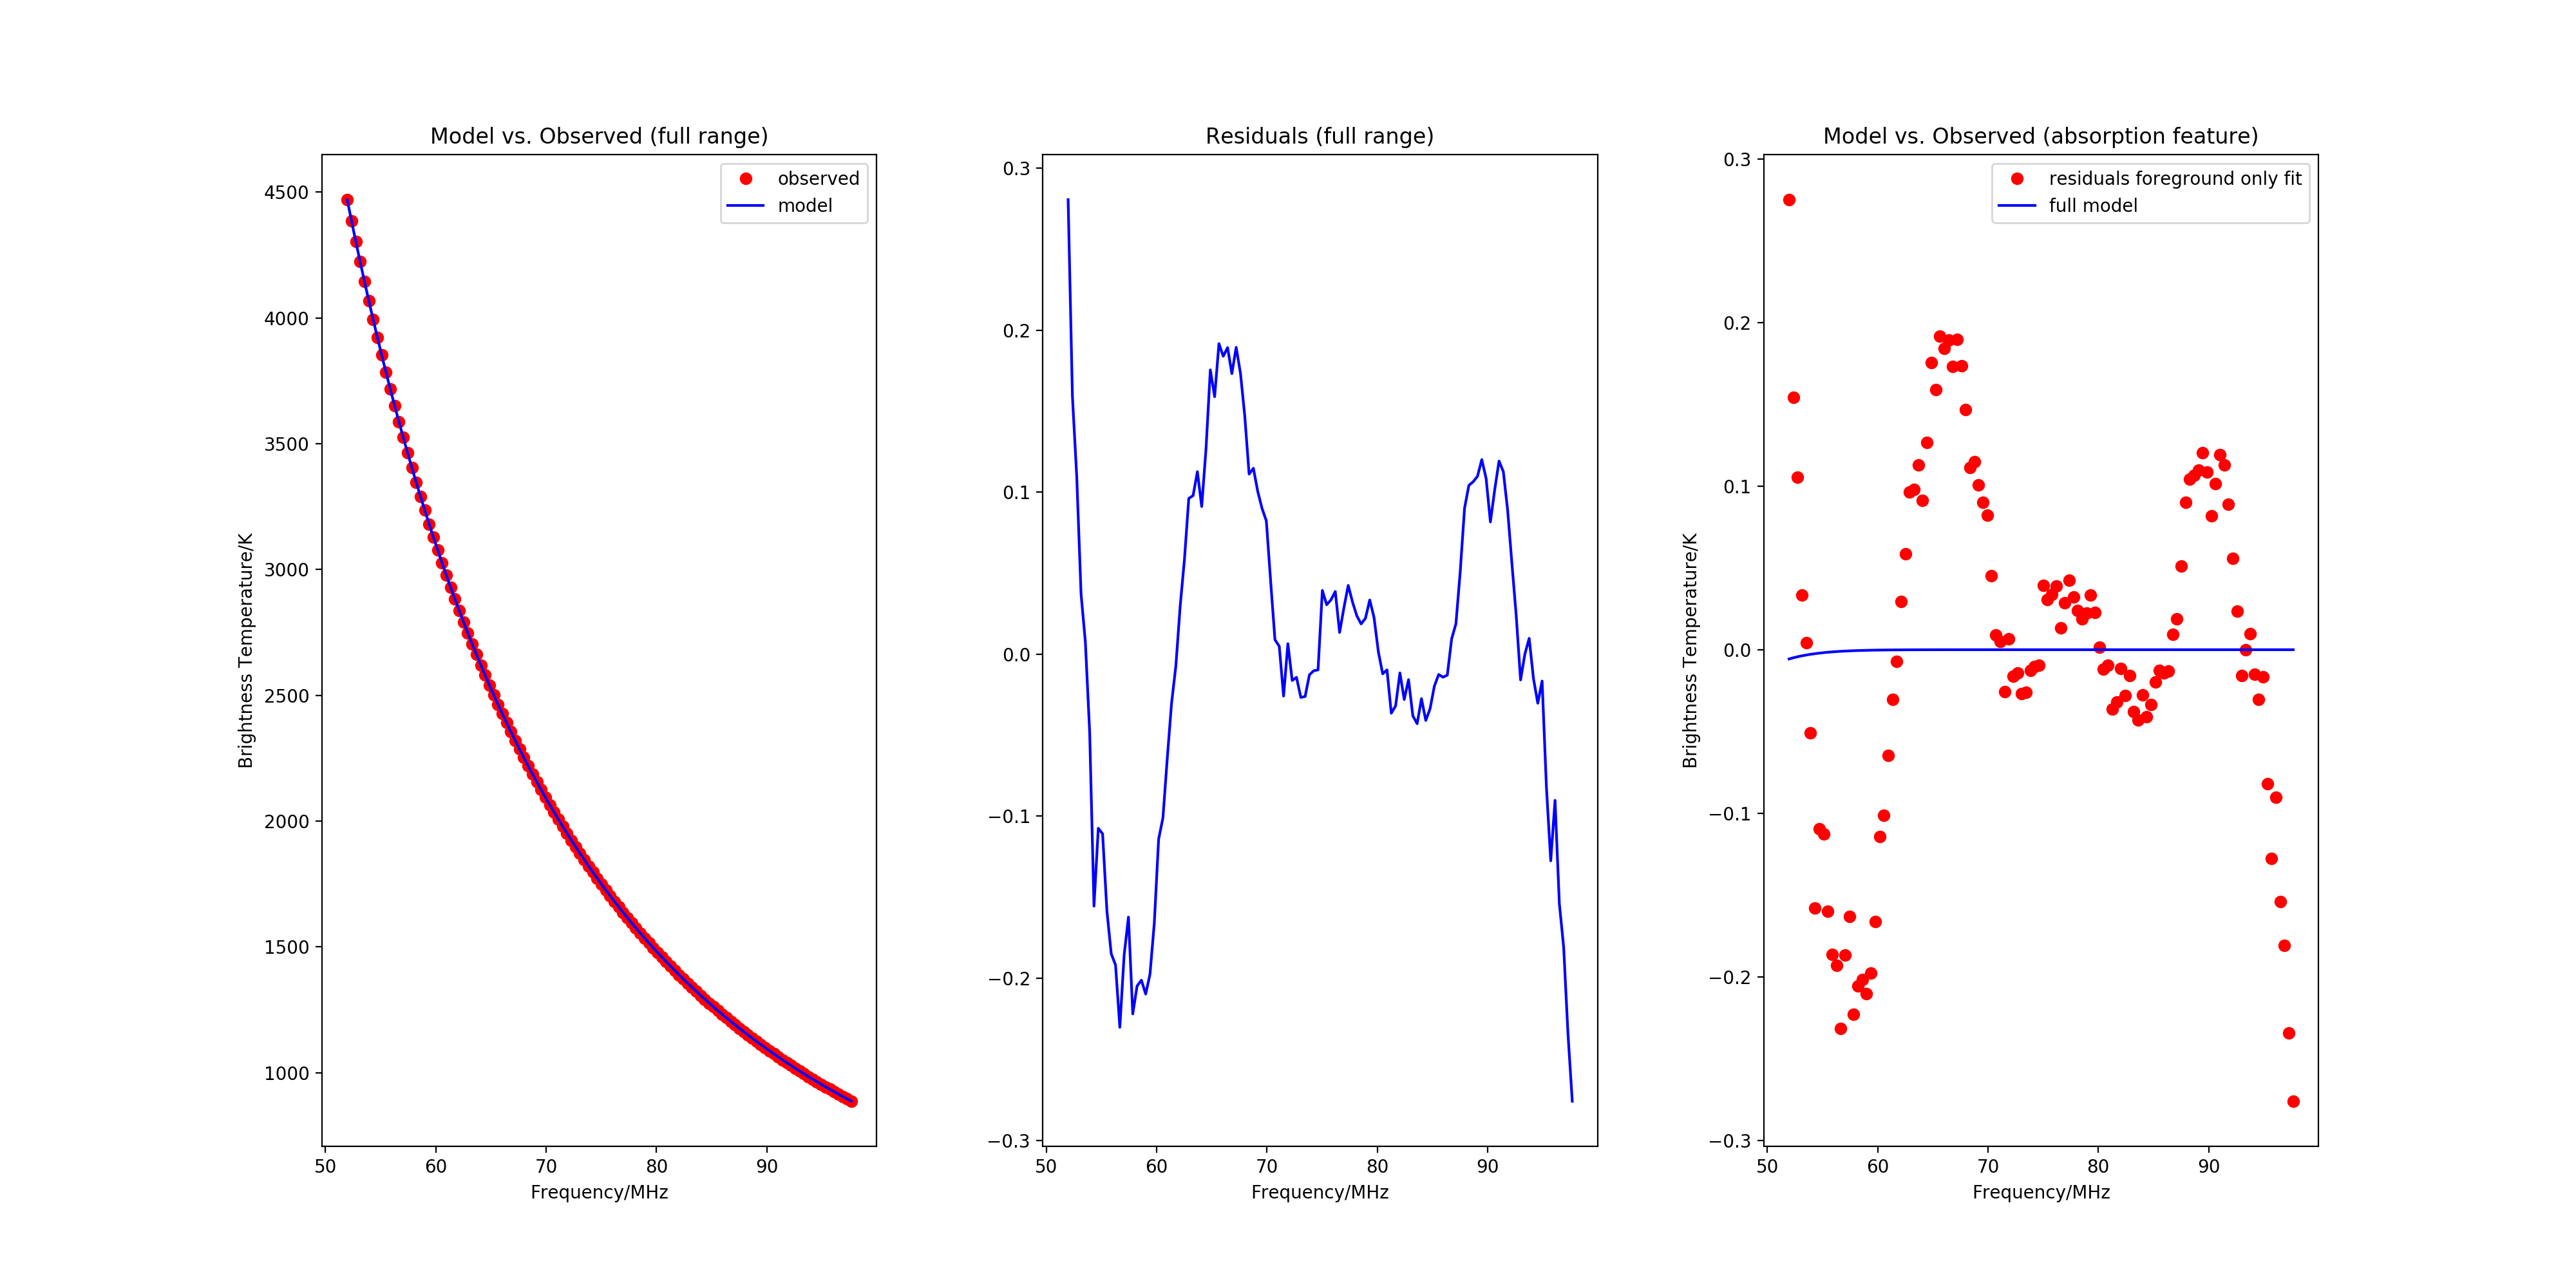 Model vs. Observed (full range)
observed
model
4500
4000
3500
3000
2500
2000
1500
1000
Brightness Temperature/K
50 60 70 80 90
Frequency/MHz
Residuals (full range)
0.3
0.2
0.1
0.0
−0.1
−0.2
−0.3
50 60 70 80 90
Frequency/MHz
Model vs. Observed (absorption feature)
residuals foreground only fit
full model
0.3
0.2
0.1
0.0
−0.1
−0.2
−0.3
Brightness Temperature/K
50 60 70 80 90
Frequency/MHz